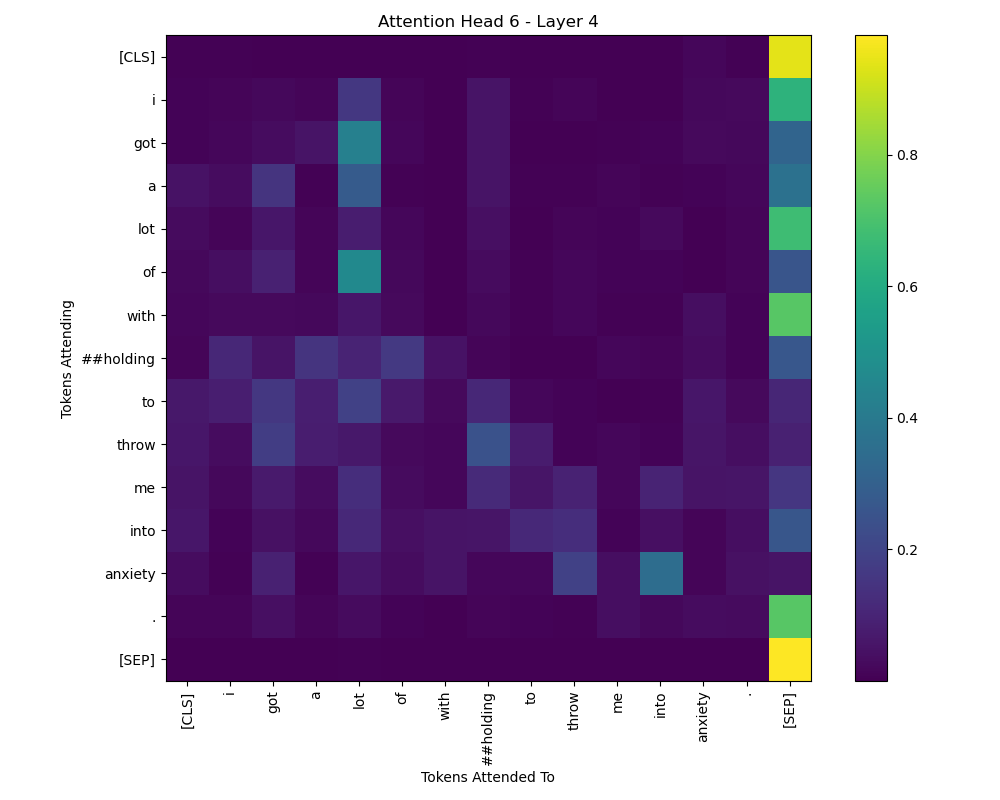 Attention Head 6 - Layer 4
Tokens Attending
[CLS]
i
got
a
lot
of
with
##holding
to
throw
me
into
anxiety
.
[SEP]
[CLS]
i
got
a
lot
of
with
##holding
to
throw
me
into
anxiety
.
[SEP]
Tokens Attended To
0.8
0.6
0.4
0.2